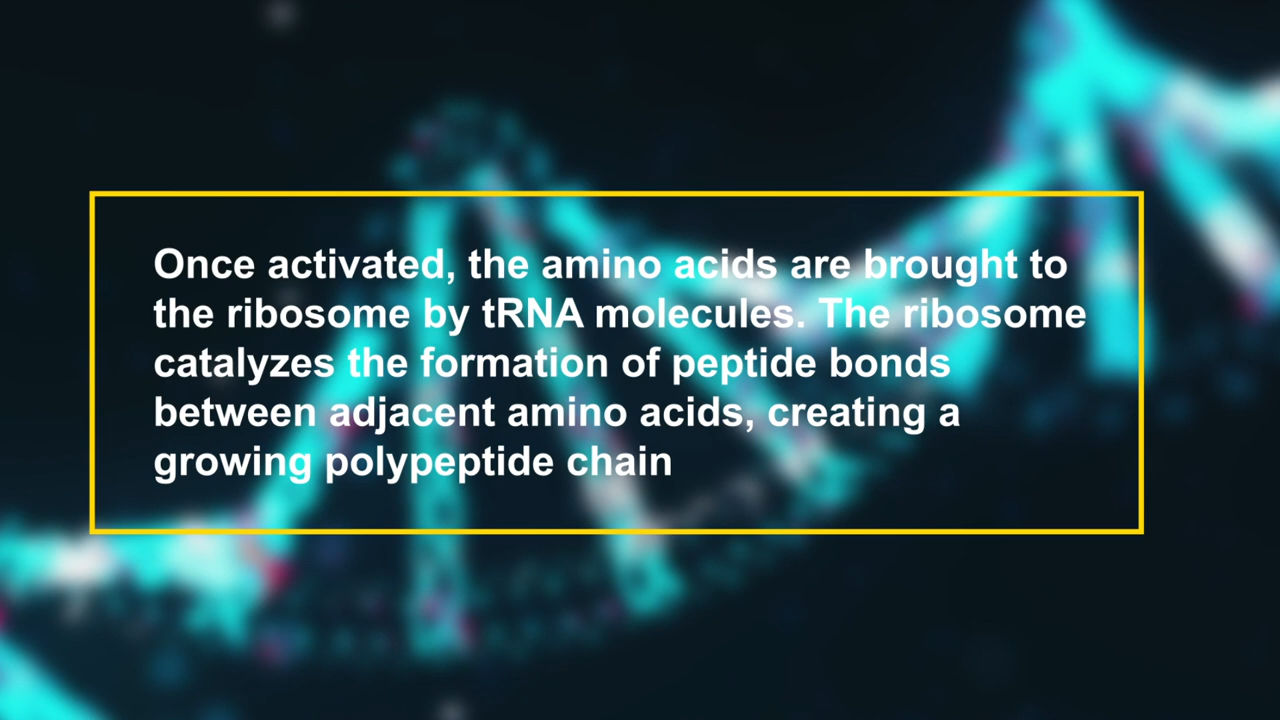 Once activated, the amino acids are brought to
the ribosome by tRNA molecules. The ribosome
catalyzes the formation of peptide bonds
between adjacent amino acids, creating a
growing polypeptide chain